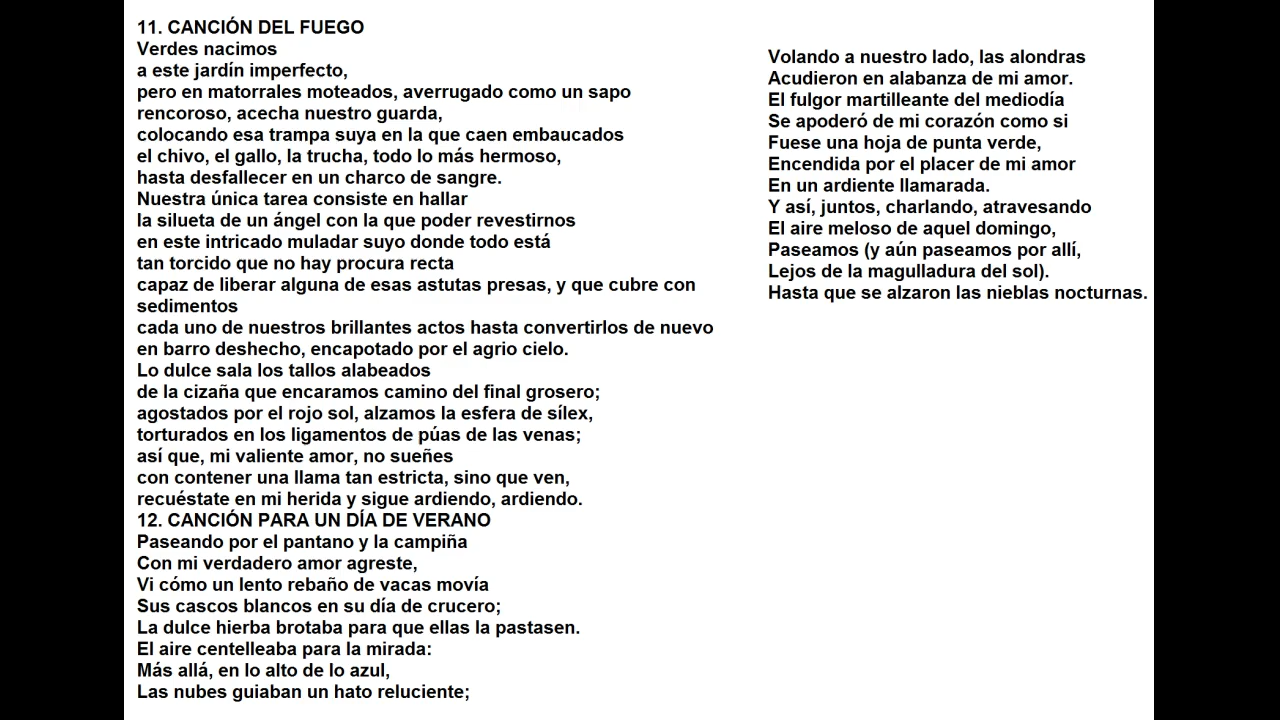 11. CANCIÓN DEL FUEGO
Verdes nacimos
a este jardín imperfecto,
pero en matorrales moteados, averrugado como un sapo
rencoroso, acecha nuestro guarda,
colocando esa trampa suya en la que caen embaucados
el chivo, el gallo, la trucha, todo lo más hermoso,
hasta desfallecer en un charco de sangre.
Nuestra única tarea consiste en hallar
la silueta de un ángel con la que poder revestirnos
en este intricado muladar suyo donde todo está
tan torcido que no hay procura recta
capaz de liberar alguna de esas astutas presas, y que cubre con
sedimentos
cada uno de nuestros brillantes actos hasta convertirlos de nuevo
en barro deshecho, encapotado por el agrio cielo.
Lo dulce sala los tallos alabeados
de la cizaña que encaramos camino del final grosero;
agostados por el rojo sol, alzamos la esfera de sílex,
torturados en los ligamentos de púas de las venas;
así que, mi valiente amor, no sueñes
con contener una llama tan estricta, sino que ven,
recuéstate en mi herida y sigue ardiendo, ardiendo.
12. CANCIÓN PARA UN DÍA DE VERANO
Paseando por el pantano y la campiña
Con mi verdadero amor agreste,
Vi cómo un lento rebaño de vacas movía
Sus cascos blancos en su día de crucero;
La dulce hierba brotaba para que ellas la pastasen.
El aire centelleaba para la mirada:
Más allá, en lo alto de lo azul,
Las nubes guiaban un hato reluciente;
Volando a nuestro lado, las alondras
Acudieron en alabanza de mi amor.
El fulgor martilleante del mediodía
Se apoderó de mi corazón como si
Fuese una hoja de punta verde,
Encendida por el placer de mi amor
En un ardiente llamarada.
Y así, juntos, charlando, atravesando
El aire meloso de aquel domingo,
Paseamos (y aún paseamos por allí,
Lejos de la magulladura del sol).
Hasta que se alzaron las nieblas nocturnas.